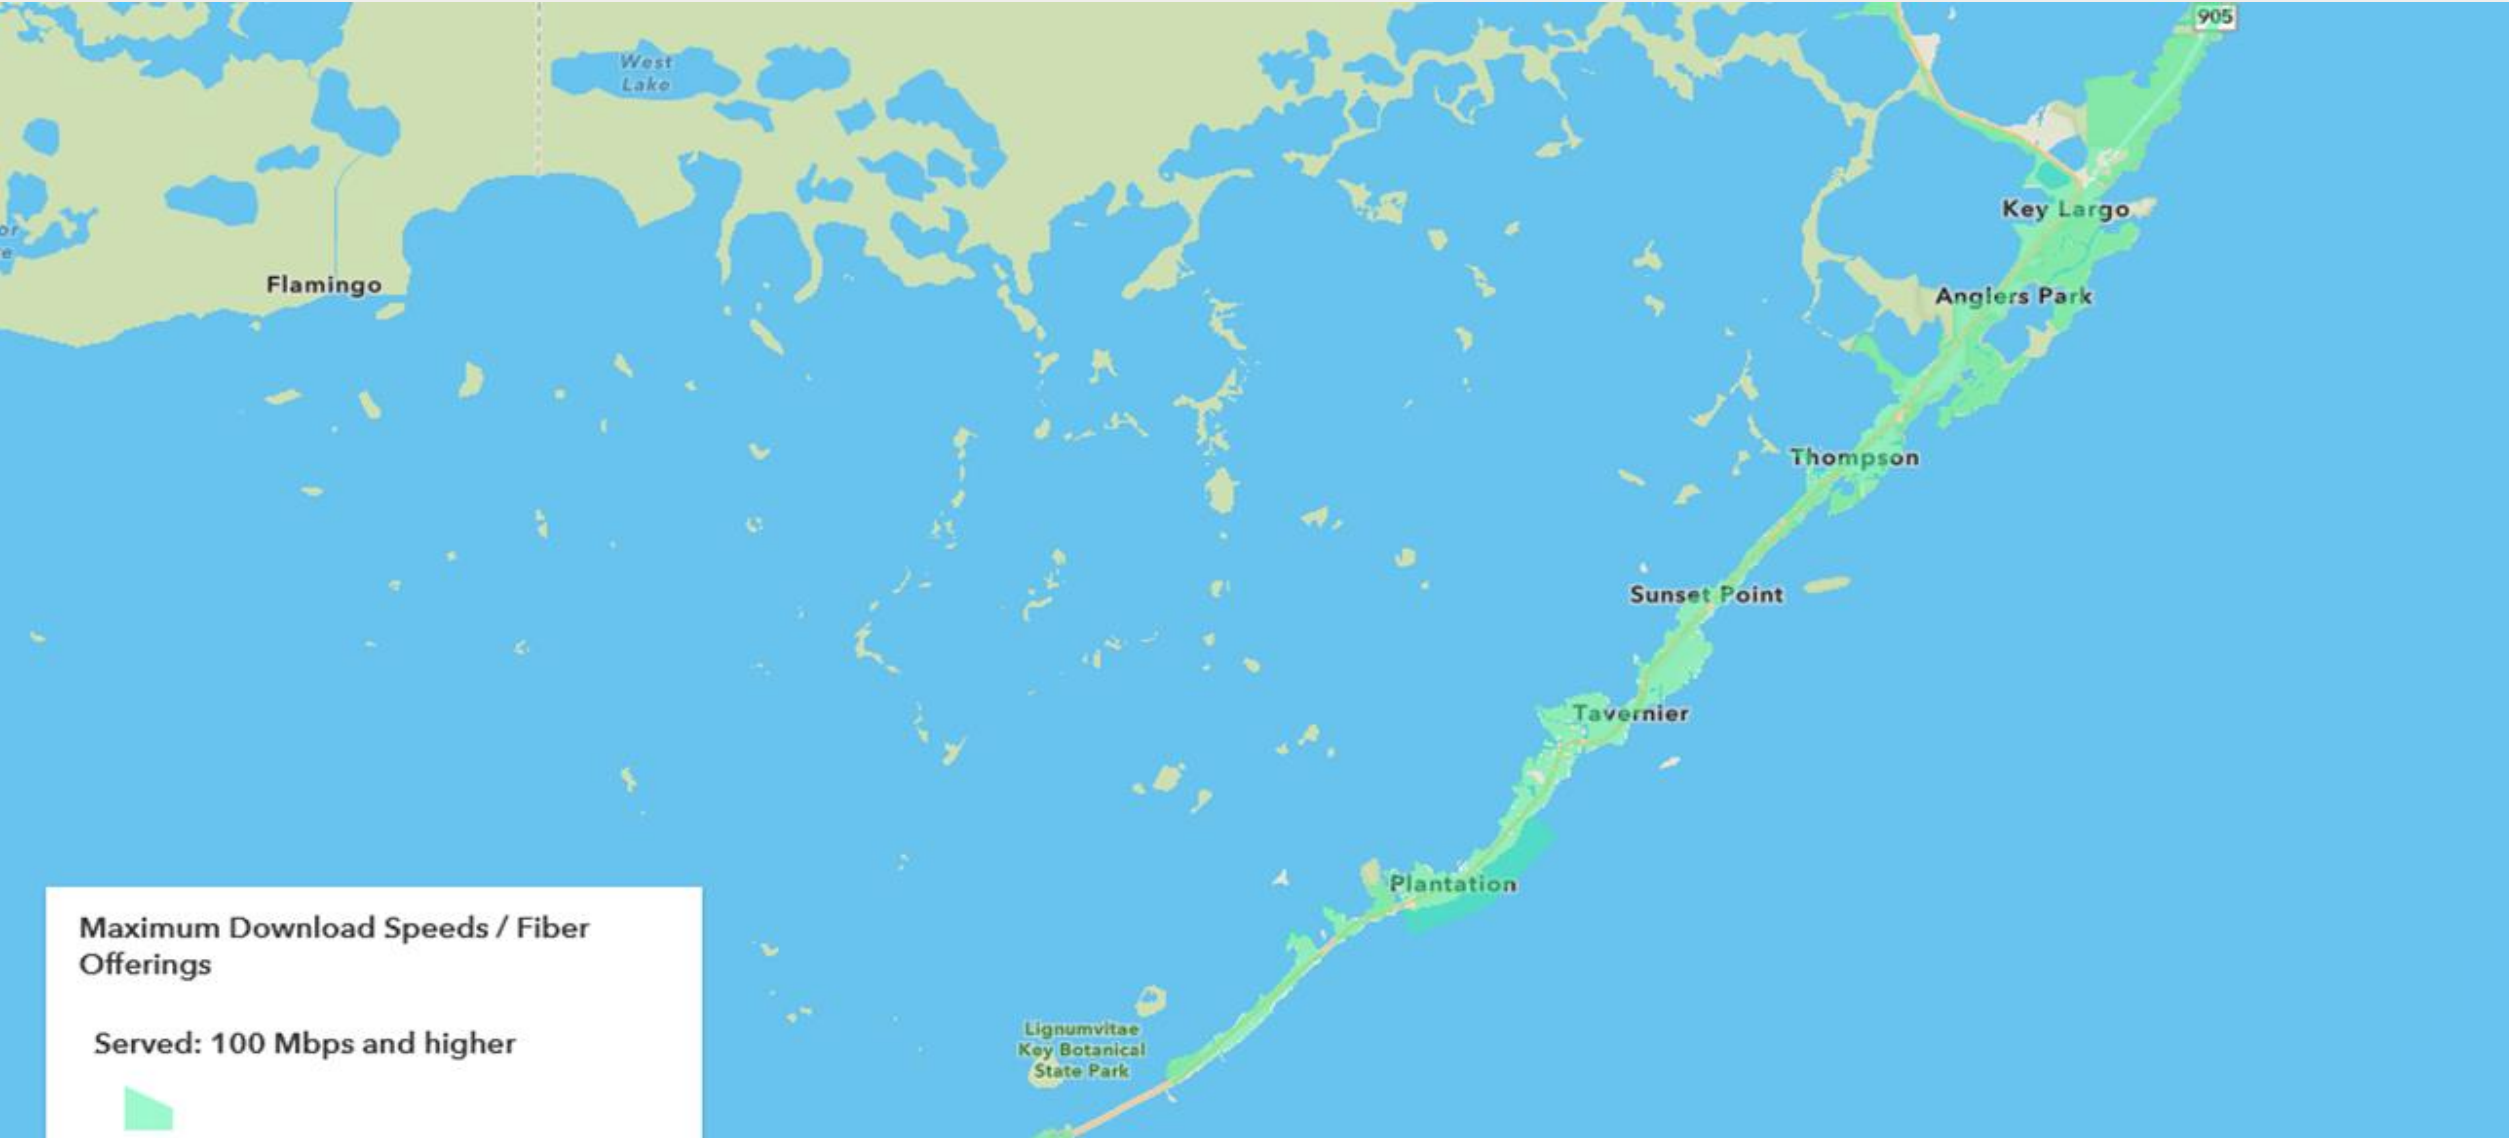 905
West
Lake
Key Largo
Flamingo
Anglers Park
Thompson
Sunset Point
Tavernier
Plantation
Maximum Download Speeds / Fiber
Offerings
Served: 100 Mbps and higher
Lignumvitae
Key Botanical
State Park